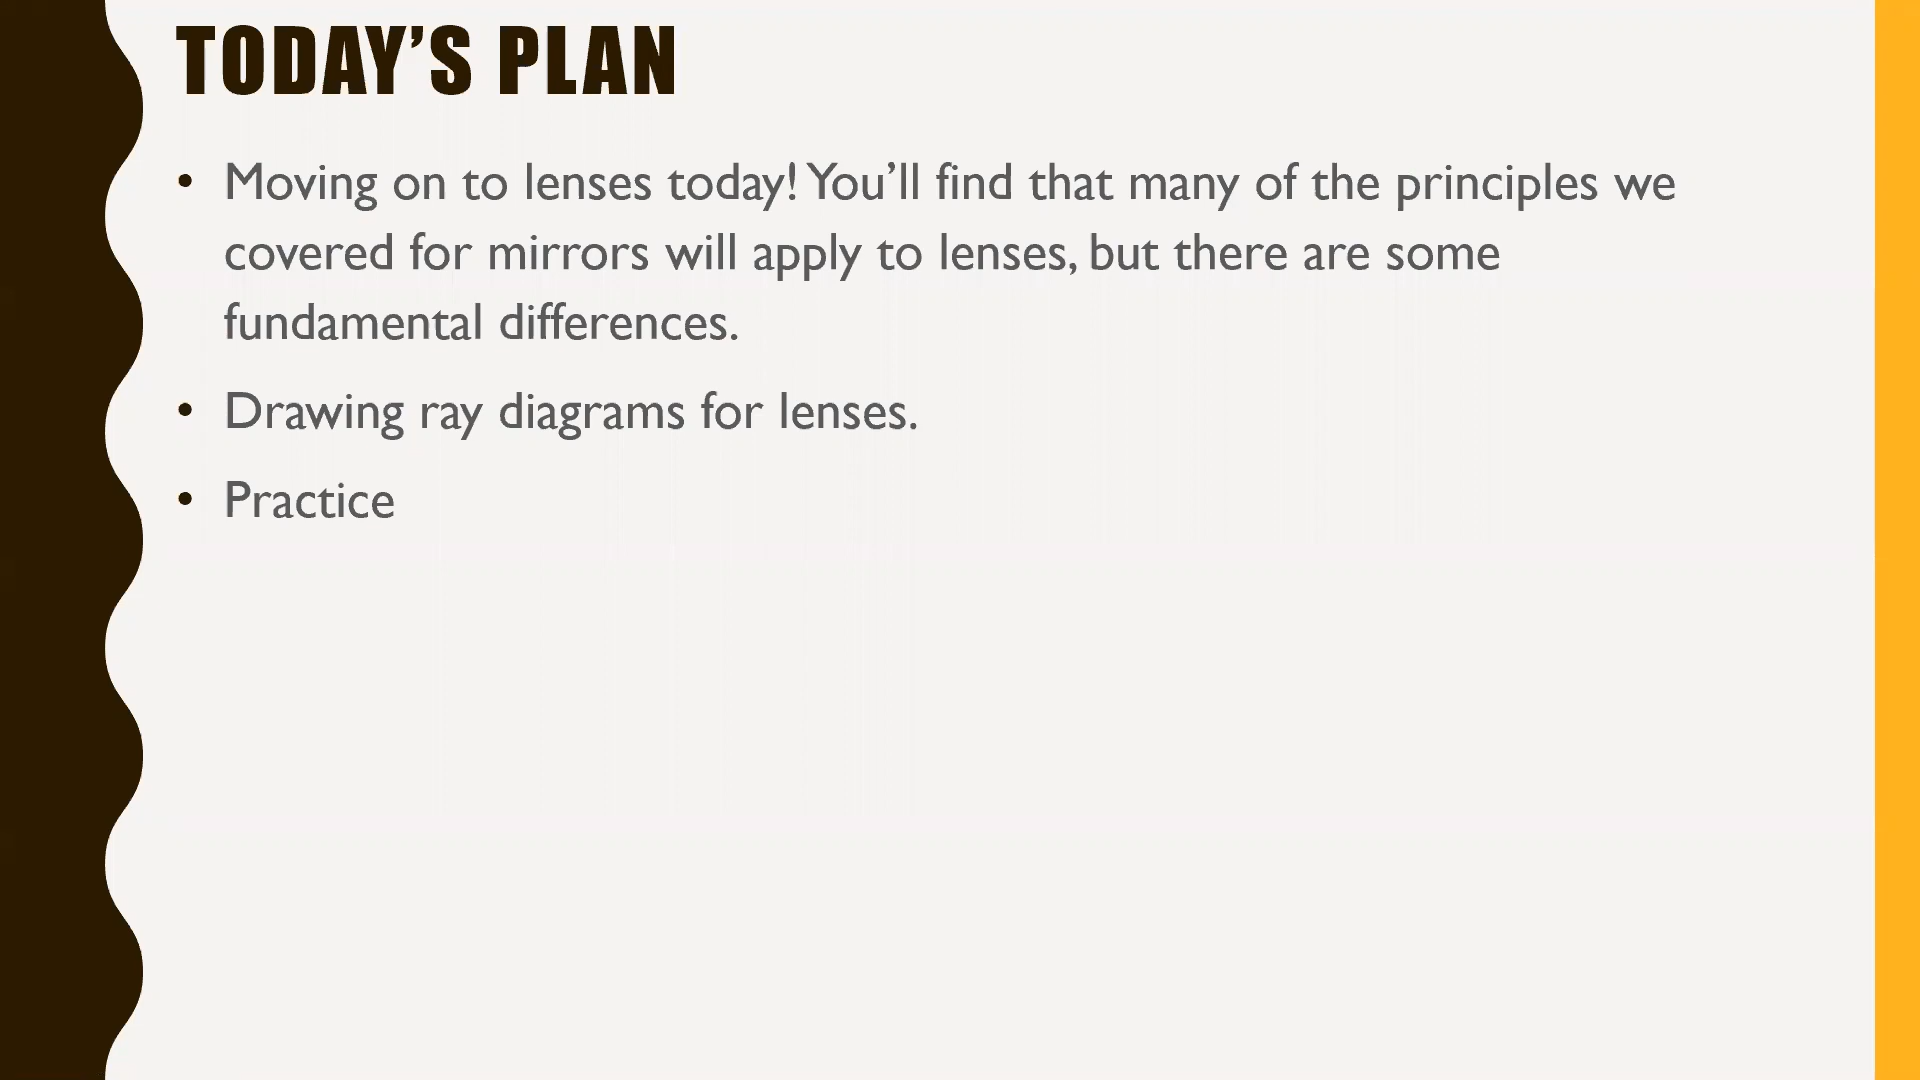 TODAY’S PLAN
• Moving on to lenses today! You’ll find that many of the principles we
covered for mirrors will apply to lenses, but there are some
fundamental differences.
• Drawing ray diagrams for lenses.
• Practice